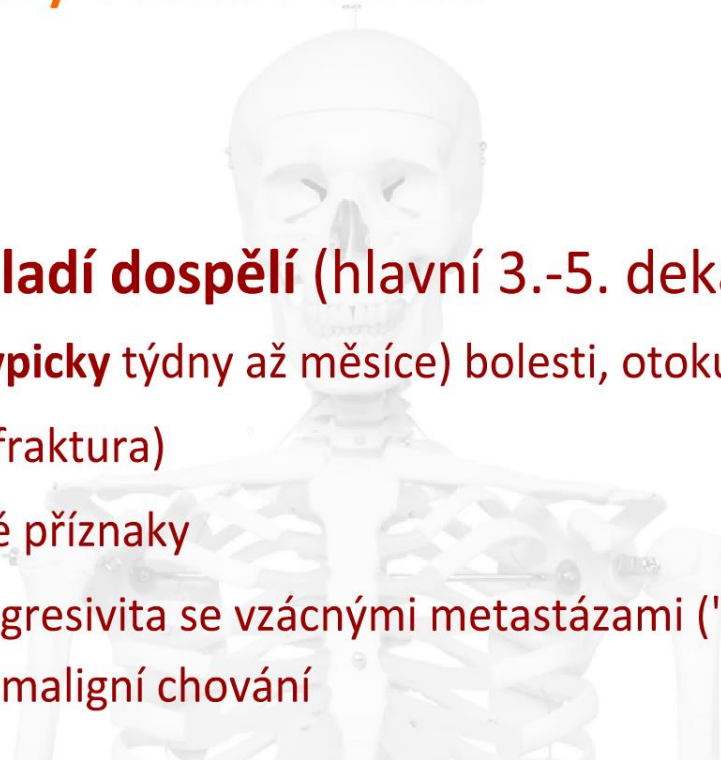 ladí dospělí (hlavní 3.-5. deka
ypicky týdny až měsíce) bolesti, otoku
fraktura)
é příznaky
gresivita se vzácnými metastázami ("
maligní chování